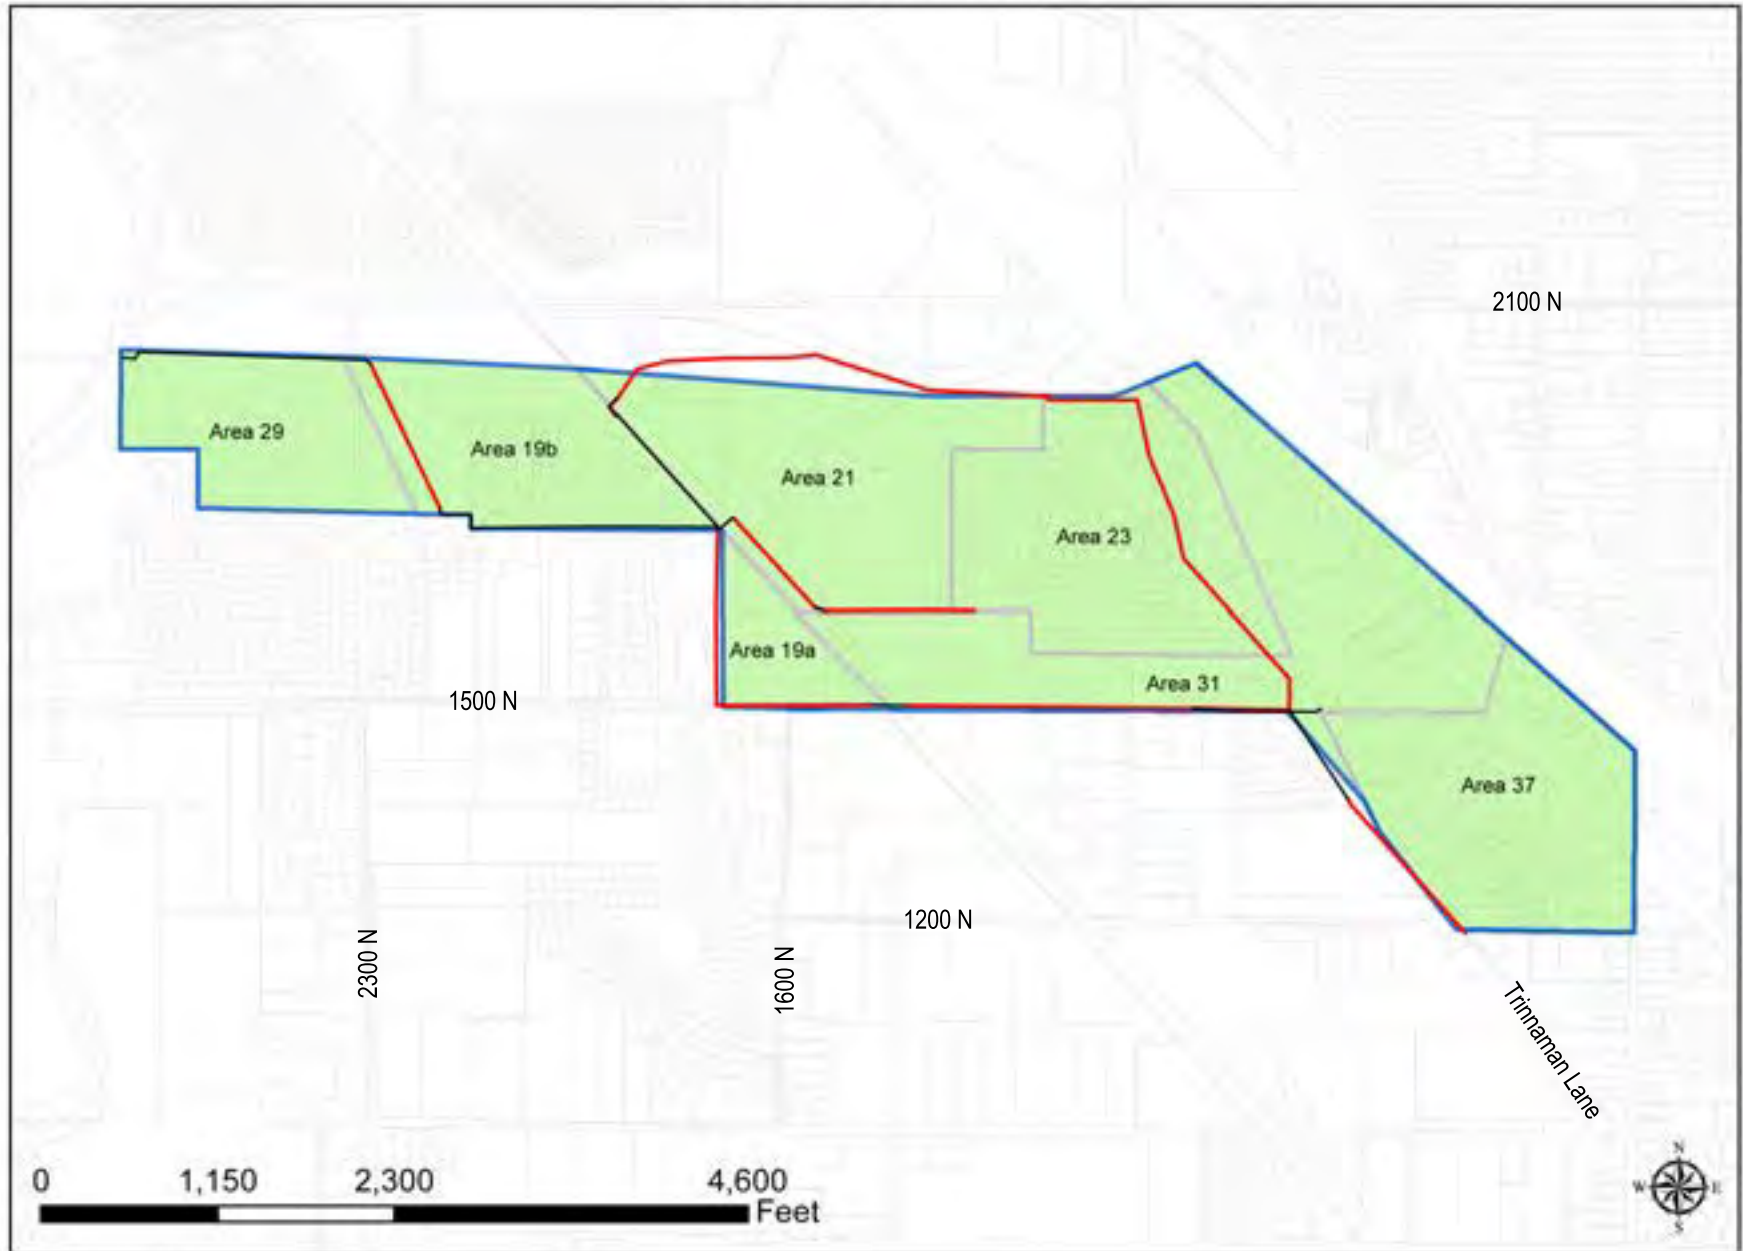 2100 N
Area 29
Area 19b
Area 21
Area 23
Area 19a
Area 31
1500 N
Area 37
1200 N
2300 N
1600 N
Trinnaman Lane
N
W E
S
0 1,150 2,300 4,600
Feet